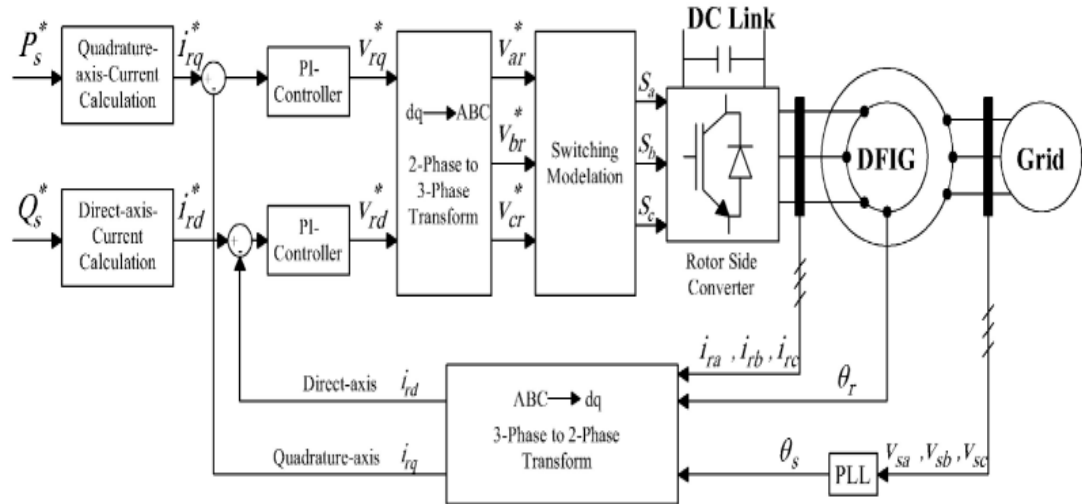 P_s^*
Quadrature-
axis-Current
Calculation
i_rq^*
+
-
PI-
Controller
v_rq^*
Q_s^*
Direct-axis-
Current
Calculation
i_rd^*
+
-
PI-
Controller
v_rd^*
dq → ABC
2-Phase to
3-Phase
Transform
v_ar^*
v_br^*
v_cr^*
Switching
Modelation
S_a
S_b
S_c
DC Link
Rotor Side
Converter
DFIG
Grid
i_ra , i_rb , i_rc
θ_r
Direct-axis i_rd
Quadrature-axis i_rq
ABC → dq
3-Phase to 2-Phase
Transform
θ_s
PLL
v_sa , v_sb , v_sc